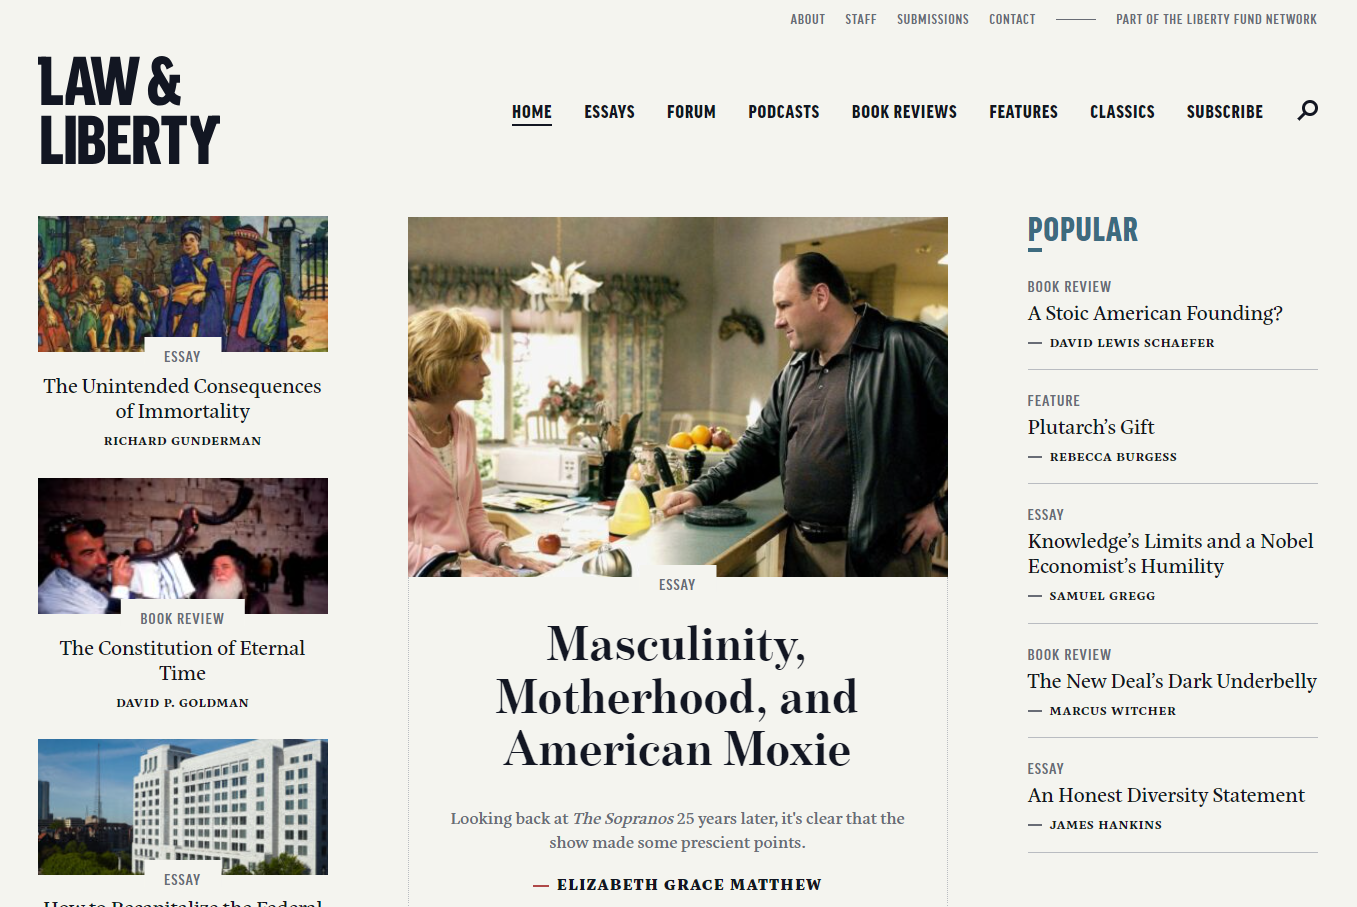 ABOUT STAFF SUBMISSIONS CONTACT PART OF THE LIBERTY FUND NETWORK
LAW &
LIBERTY
HOME ESSAYS FORUM PODCASTS BOOK REVIEWS FEATURES CLASSICS SUBSCRIBE
ESSAY
The Unintended Consequences
of Immortality
RICHARD GUNDERMAN
BOOK REVIEW
The Constitution of Eternal
Time
DAVID P. GOLDMAN
ESSAY
How to Recapitalize the Federal
ESSAY
Masculinity,
Motherhood, and
American Moxie
Looking back at The Sopranos 25 years later, it's clear that the
show made some prescient points.
— ELIZABETH GRACE MATTHEW
POPULAR
BOOK REVIEW
A Stoic American Founding?
— DAVID LEWIS SCHAEFER
FEATURE
Plutarch’s Gift
— REBECCA BURGESS
ESSAY
Knowledge’s Limits and a Nobel
Economist’s Humility
— SAMUEL GREGG
BOOK REVIEW
The New Deal’s Dark Underbelly
— MARCUS WITCHER
ESSAY
An Honest Diversity Statement
— JAMES HANKINS